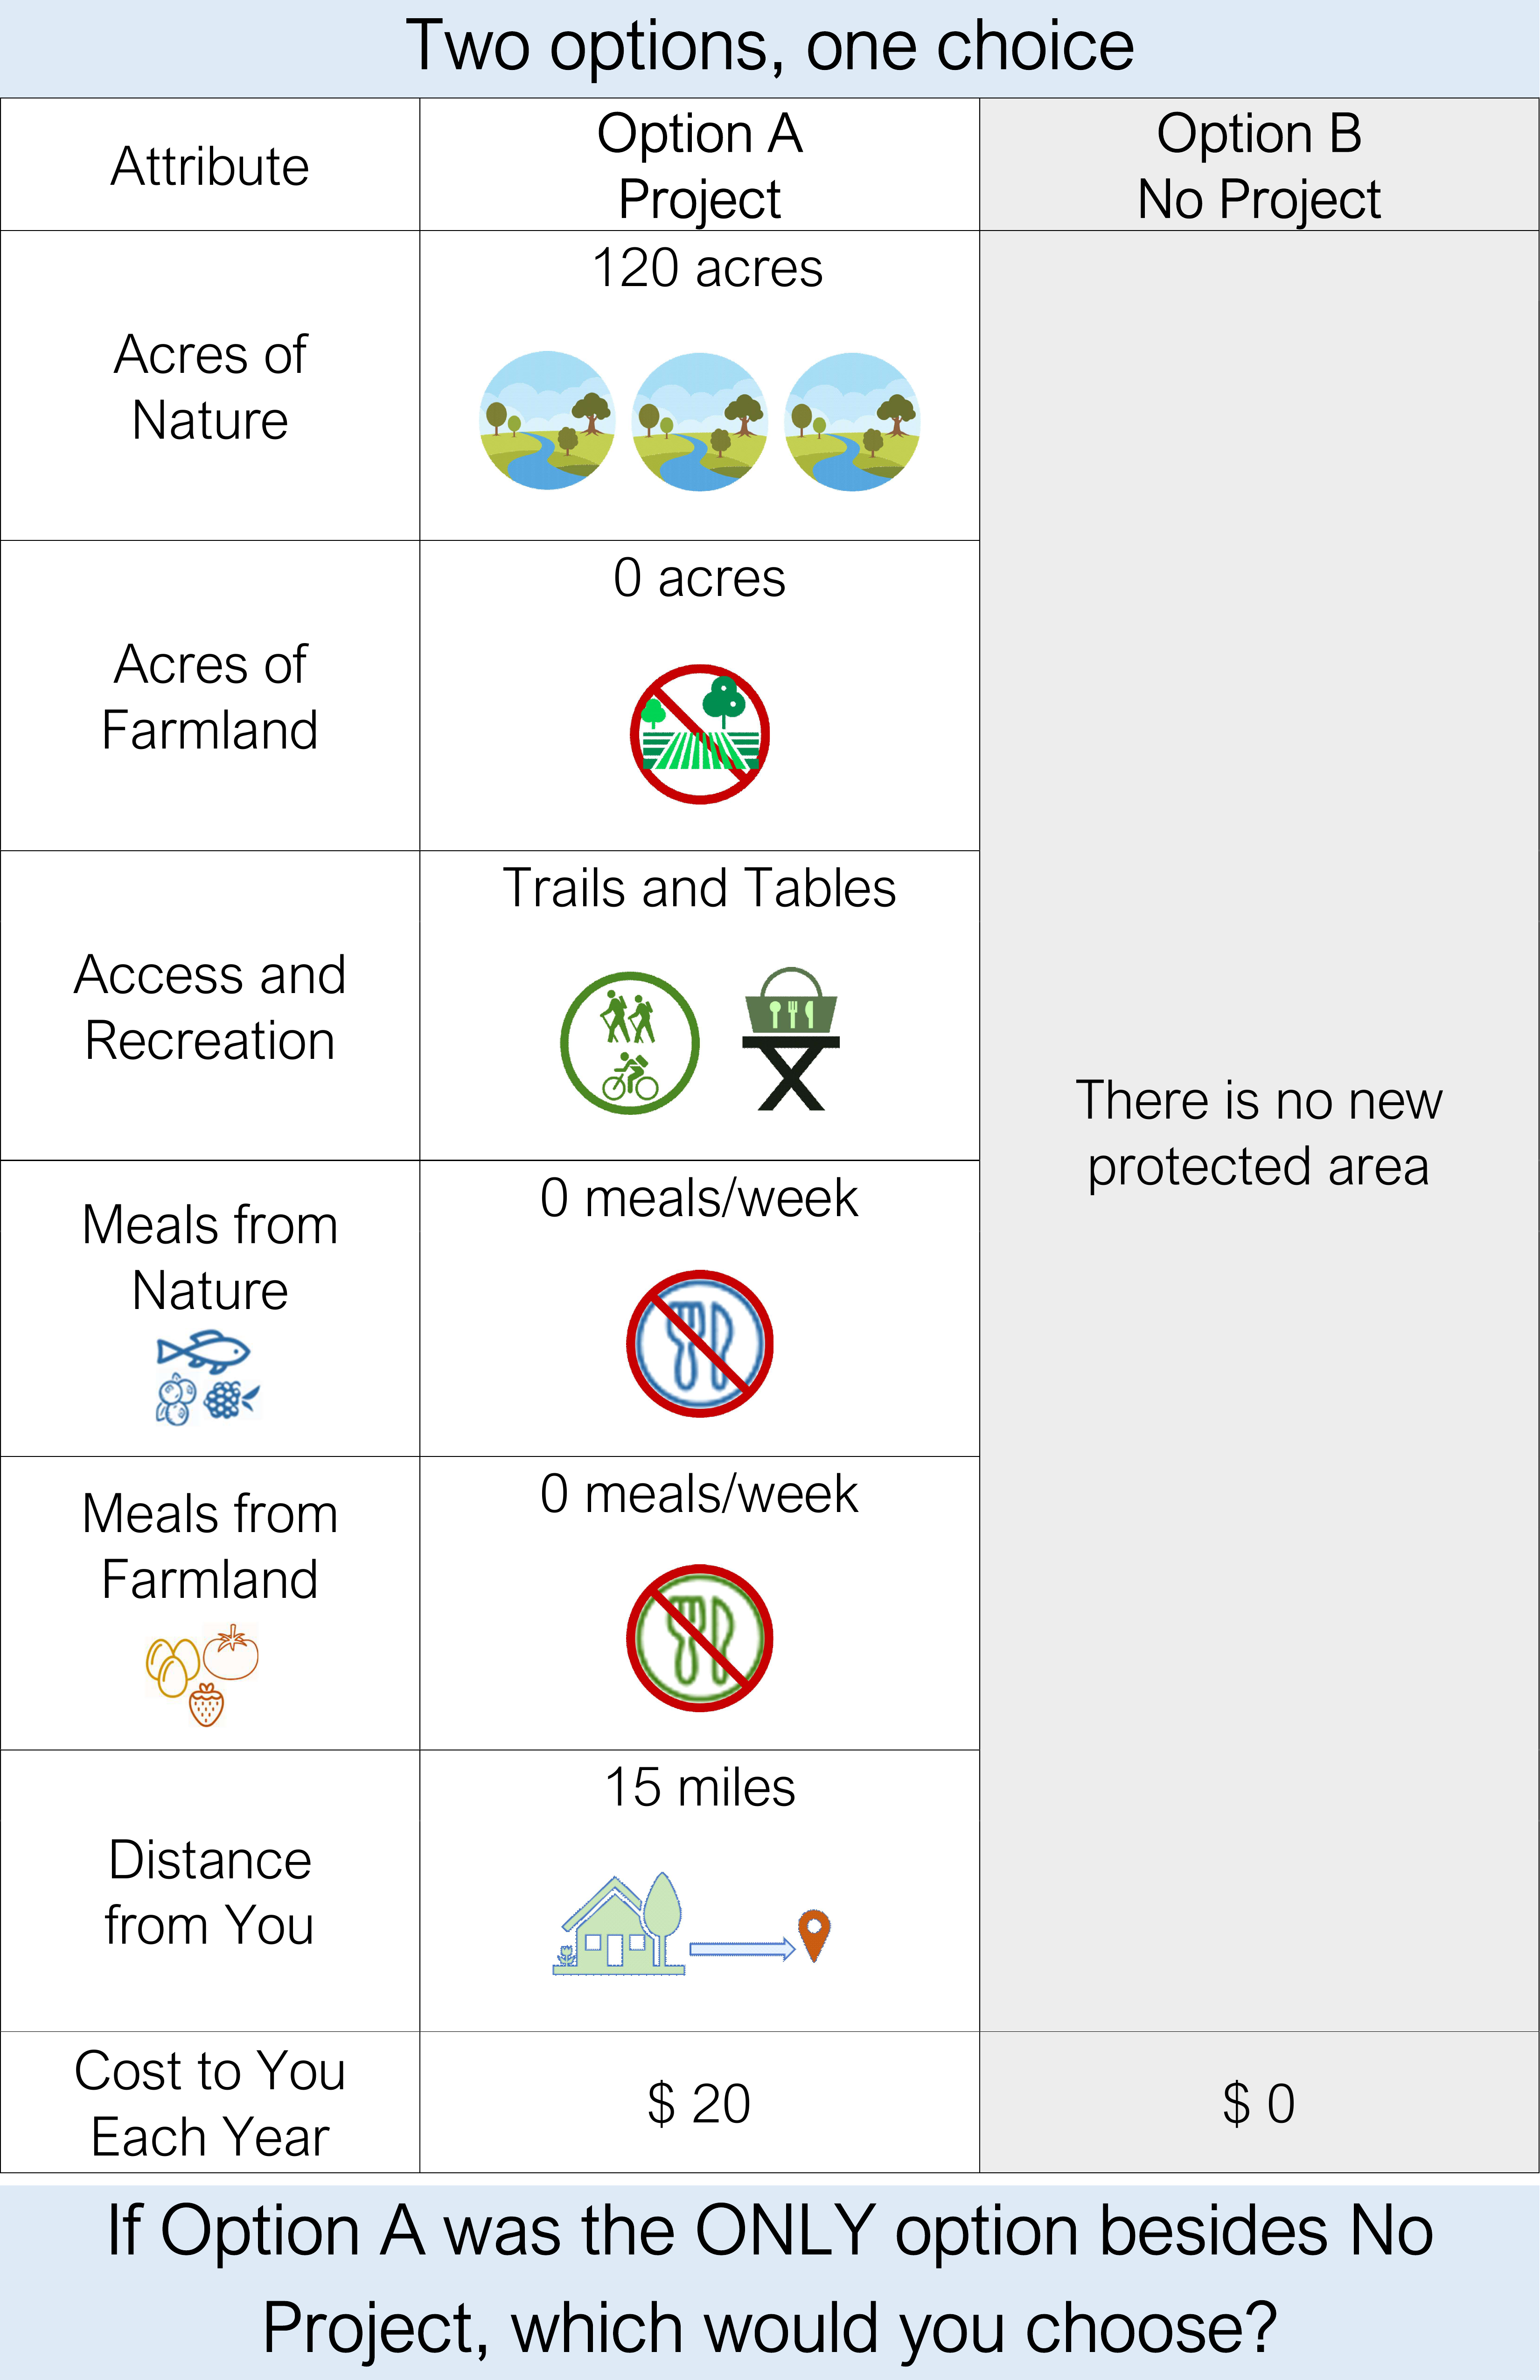 Two options, one choice
Attribute
Option A
Project
Option B
No Project
Acres of
Nature
120 acres
Acres of
Farmland
0 acres
Access and
Recreation
Trails and Tables
Meals from
Nature
0 meals/week
Meals from
Farmland
0 meals/week
Distance
from You
15 miles
There is no new
protected area
Cost to You
Each Year
$ 20
$ 0
If Option A was the ONLY option besides No
Project, which would you choose?